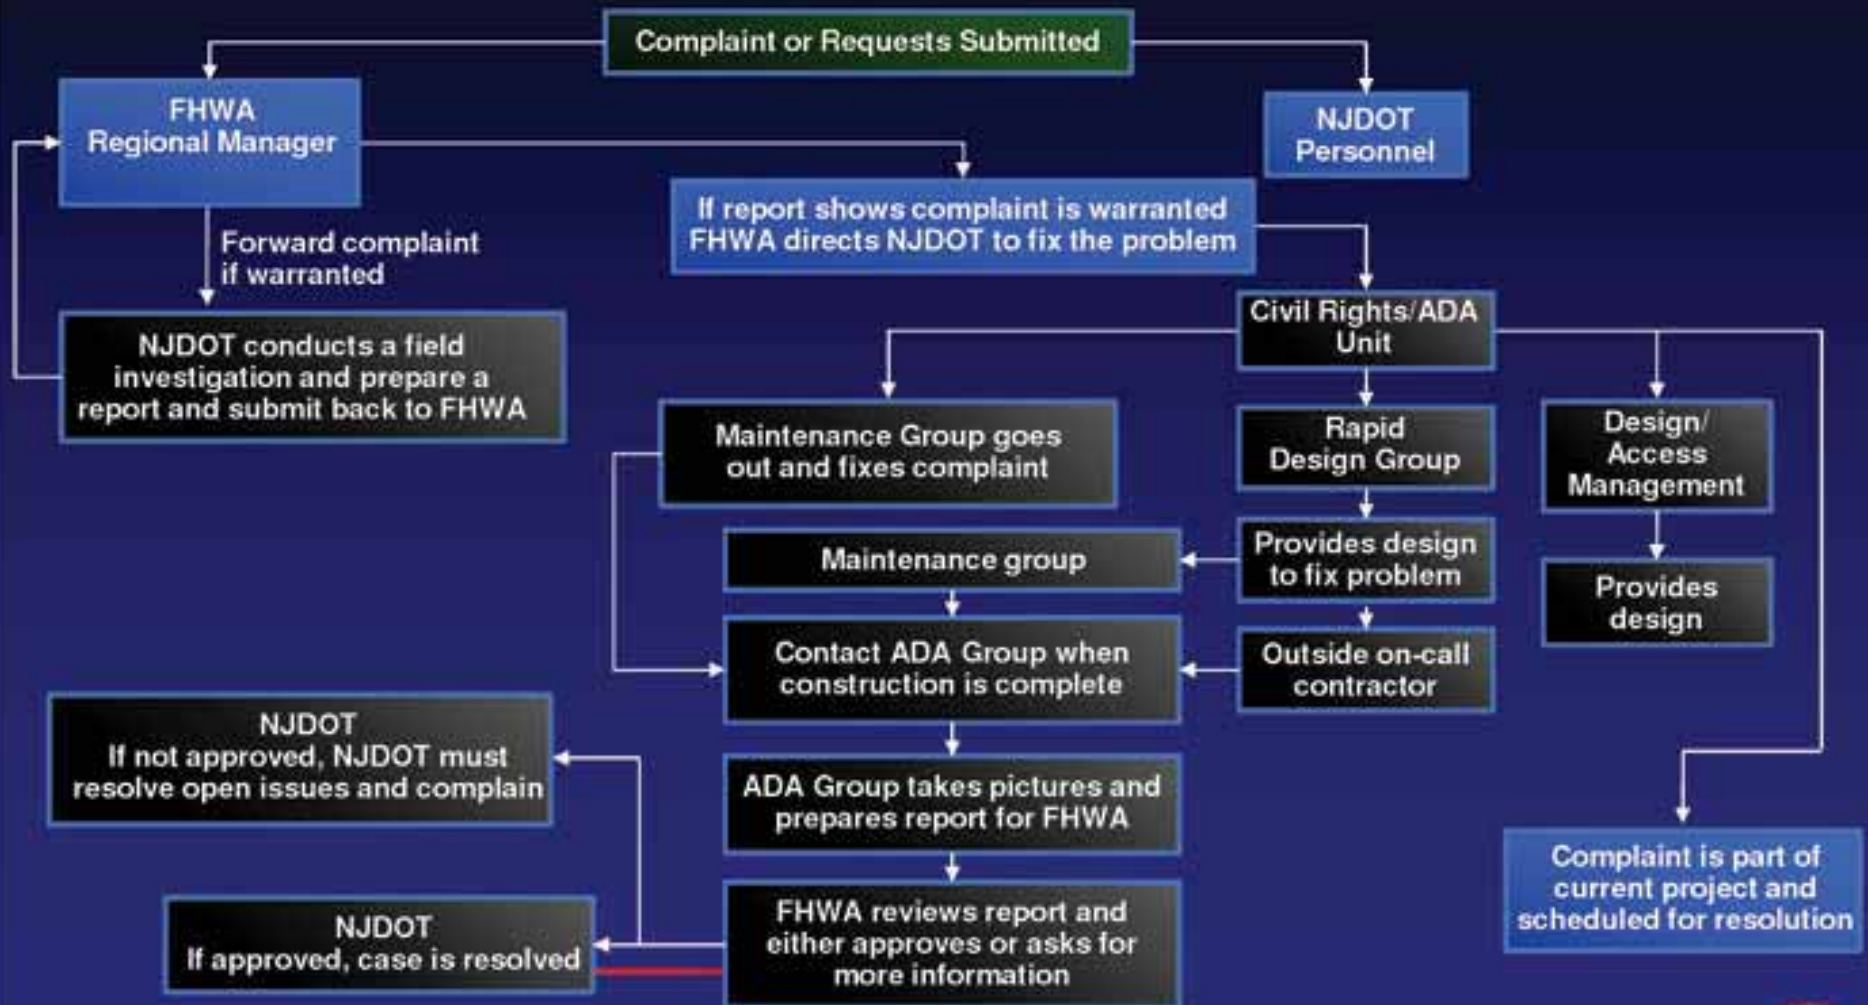 Complaint or Requests Submitted
FHWA
Regional Manager
NJDOT
Personnel
If report shows complaint is warranted
FHWA directs NJDOT to fix the problem
Forward complaint
if warranted
NJDOT conducts a field
investigation and prepare a
report and submit back to FHWA
Civil Rights/ADA
Unit
Maintenance Group goes
out and fixes complaint
Rapid
Design Group
Design/
Access
Management
Maintenance group
Provides design
to fix problem
Provides
design
Contact ADA Group when
construction is complete
Outside on-call
contractor
NJDOT
If not approved, NJDOT must
resolve open issues and complain
ADA Group takes pictures and
prepares report for FHWA
Complaint is part of
current project and
scheduled for resolution
NJDOT
If approved, case is resolved
FHWA reviews report and
either approves or asks for
more information